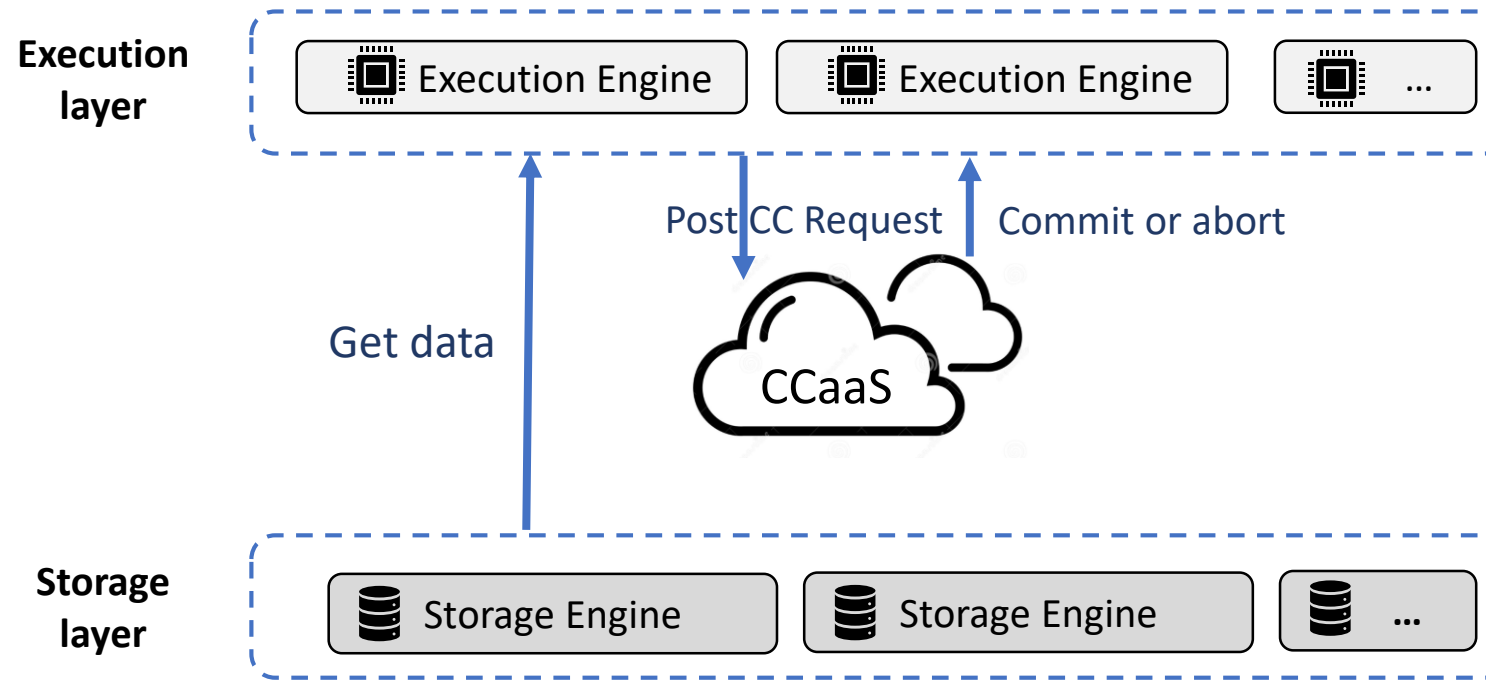 Execution
layer
Execution Engine
Execution Engine
...
Post CC Request
Commit or abort
Get data
CCaaS
Storage
layer
Storage Engine
Storage Engine
...